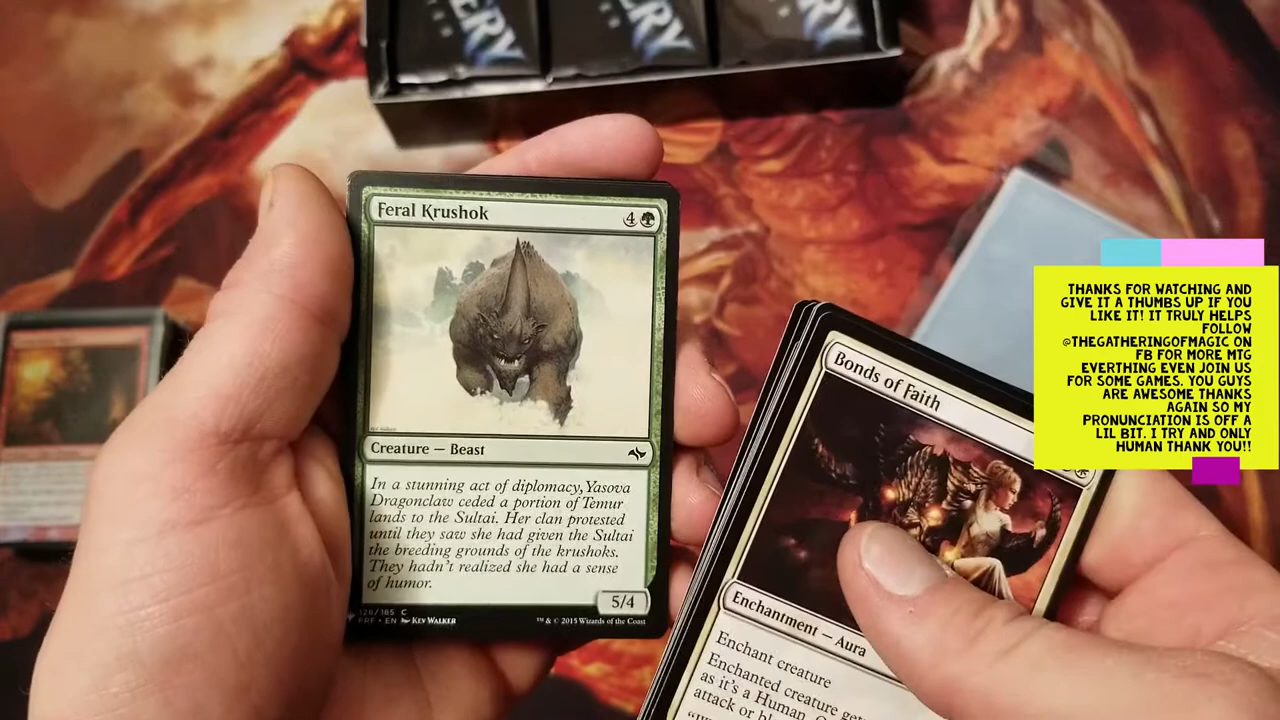 ERY
ERY
ERY
Feral Krushok
4
Creature — Beast
In a stunning act of diplomacy, Yasova
Dragonclaw ceded a portion of Temur
lands to the Sultai. Her clan protested
until they saw she had given the Sultai
the breeding grounds of the krushoks.
They hadn't realized she had a sense
of humor.
5/4
126/185 C
FRF • EN Kev Walker
™ & © 2015 Wizards of the Coast
Bonds of Faith
Enchantment — Aura
Enchant creature
Enchanted creature
as it's a Human.
attack or
THANKS FOR WATCHING AND
GIVE IT A THUMBS UP IF YOU
LIKE IT! IT TRULY HELPS
FOLLOW
@THEGATHERINGOFMAGIC ON
FB FOR MORE MTG
EVERTHING EVEN JOIN US
FOR SOME GAMES. YOU GUYS
ARE AWESOME THANKS
AGAIN SO MY
PRONUNCIATION IS OFF A
LIL BIT. I TRY AND ONLY
HUMAN THANK YOU!!